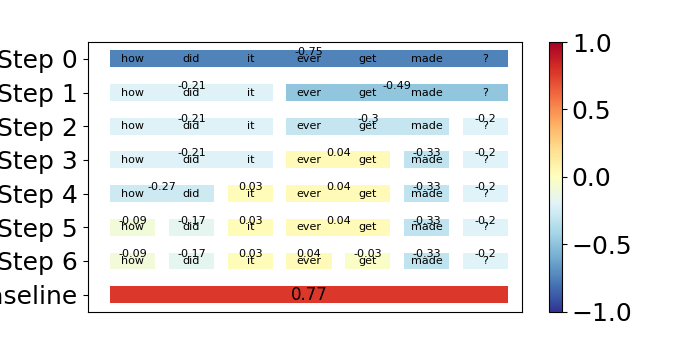 Step 0 how did it ever get made ? -0.75
Step 1 how did it ever get made ? -0.21 -0.49
Step 2 how did it ever get made ? -0.21 -0.3 -0.2
Step 3 how did it ever get made ? -0.21 0.04 -0.33 -0.2
Step 4 how did it ever get made ? -0.27 0.03 0.04 -0.33 -0.2
Step 5 how did it ever get made ? -0.09 -0.17 0.03 0.04 -0.33 -0.2
Step 6 how did it ever get made ? -0.09 -0.17 0.03 0.04 -0.03 -0.33 -0.2
aseline 0.77
1.0
0.5
0.0
−0.5
−1.0